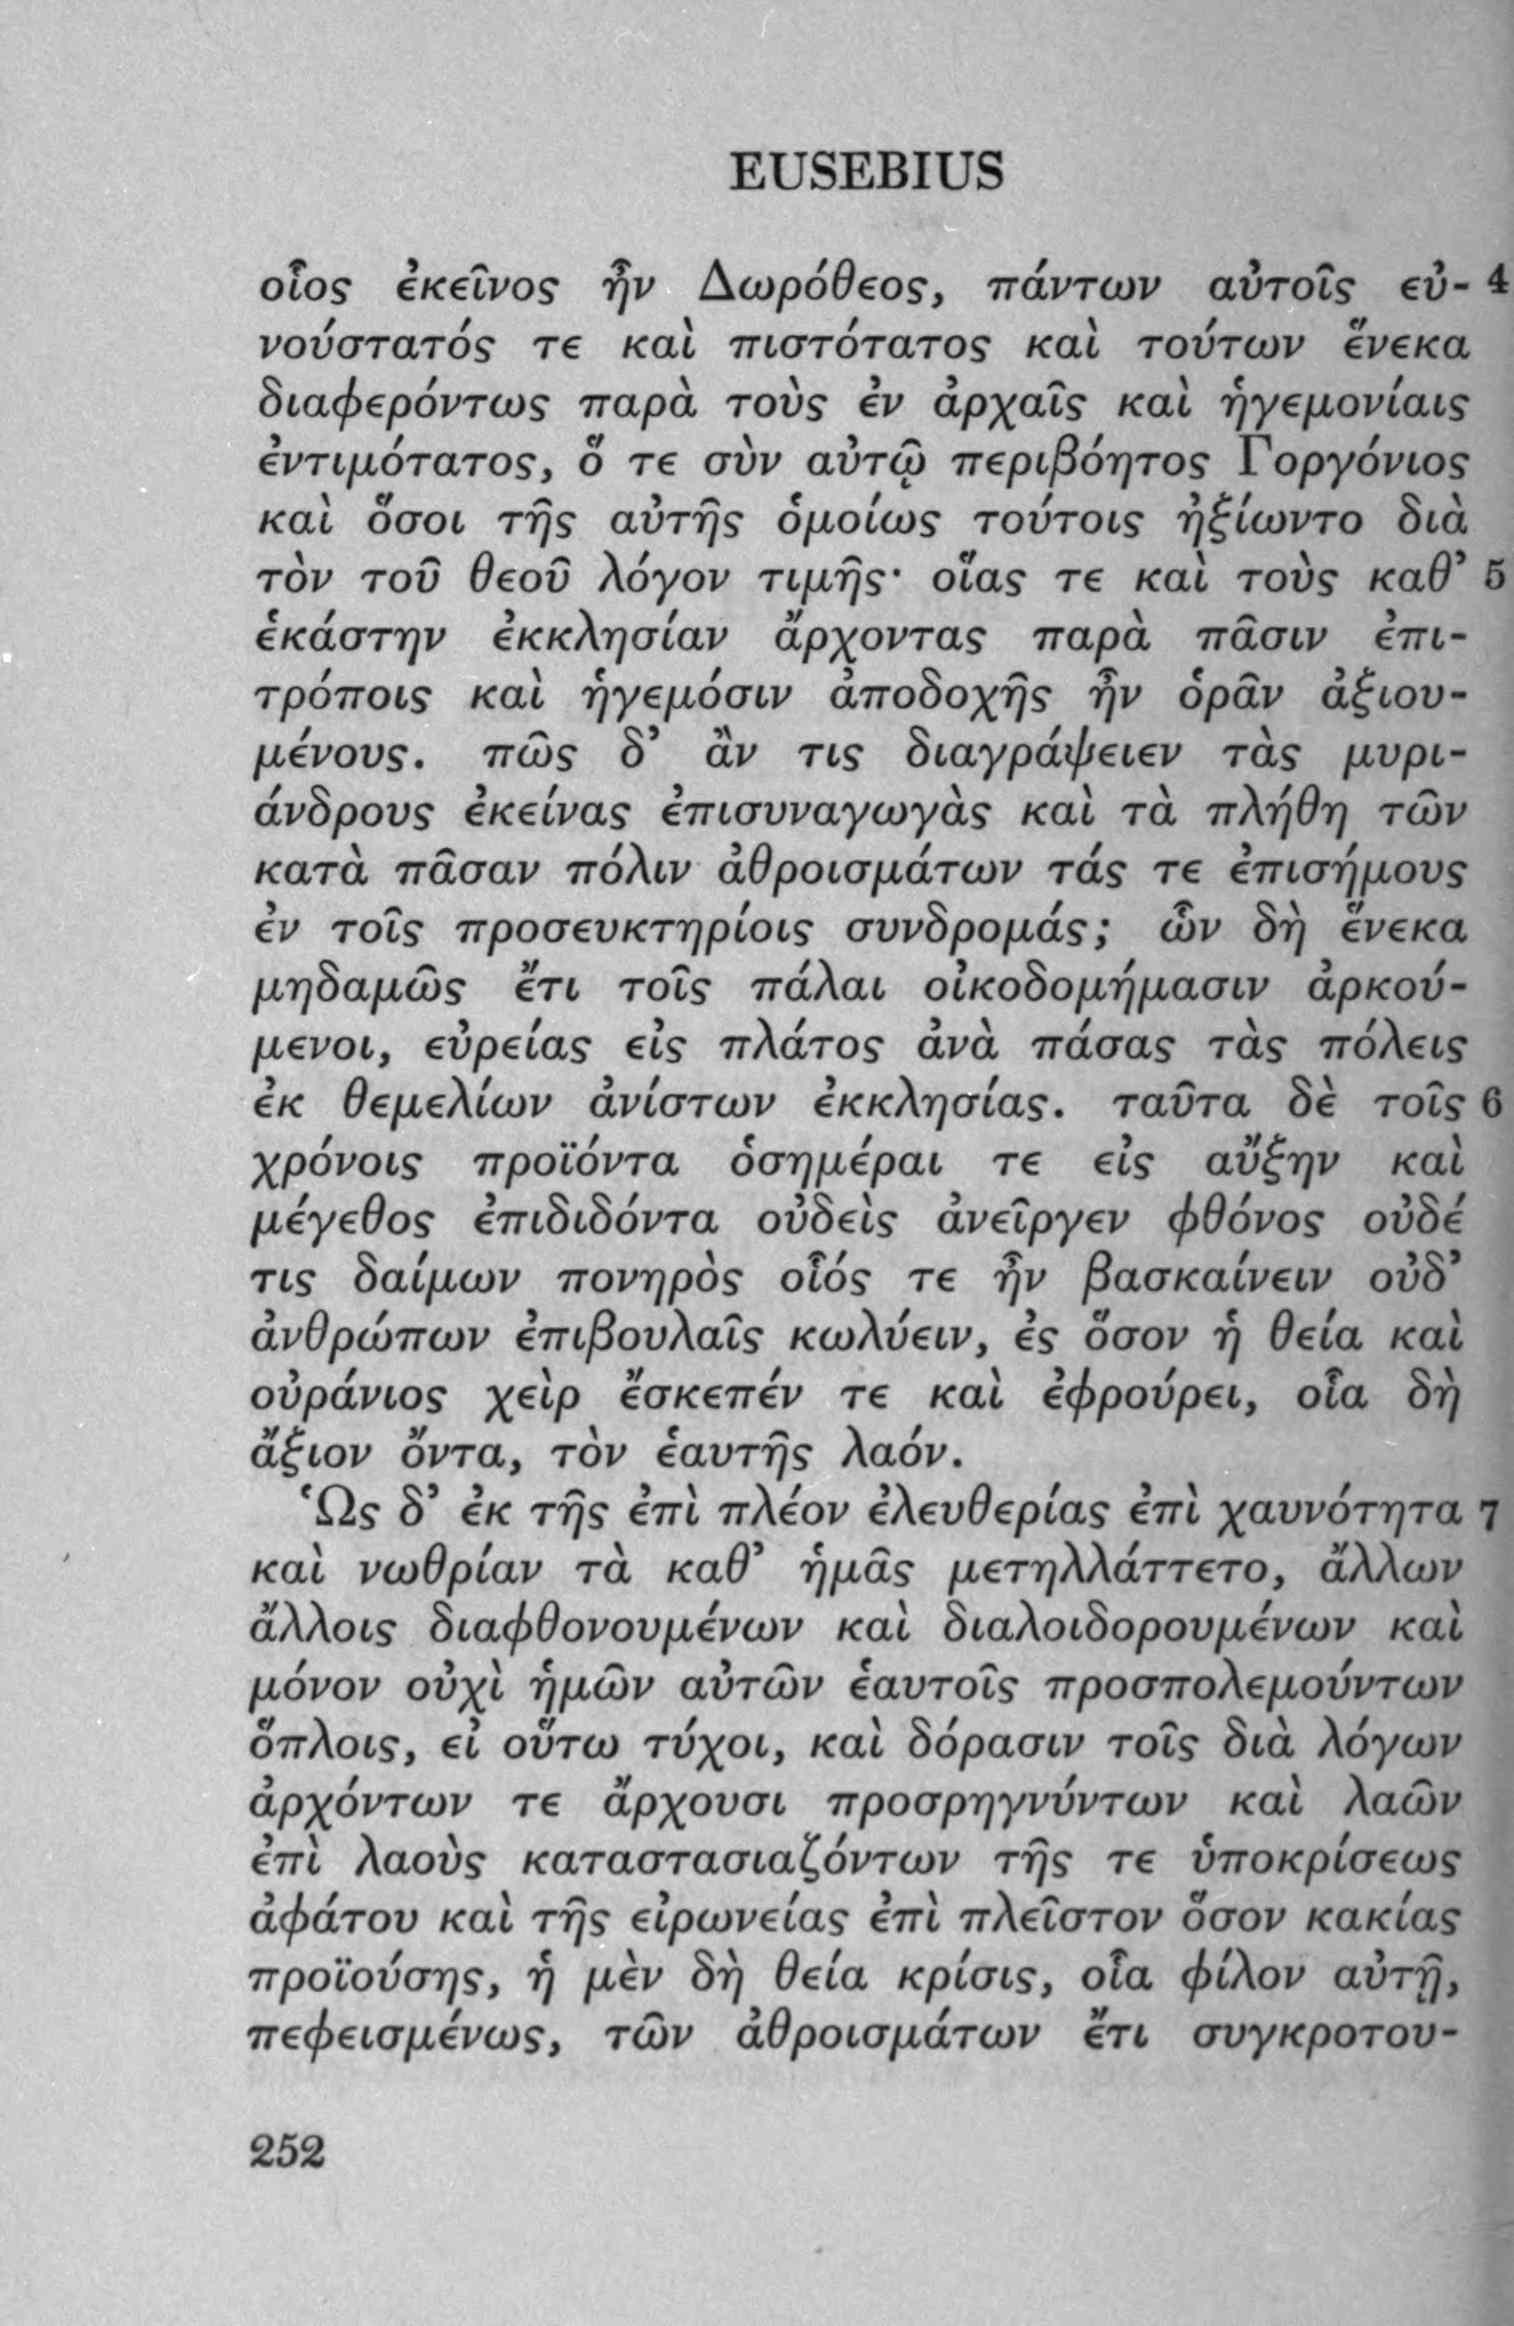 EUSEBIUS
οἷος ἐκεῖνος ἦν Δωρόθεος, πάντων αὐτοῖς εὐ- 4
νούστατός τε καὶ πιστότατος καὶ τούτων ἕνεκα
διαφερόντως παρὰ τοὺς ἐν ἀρχαῖς καὶ ἡγεμονίαις
ἐντιμότατος, ὅ τε σὺν αὐτῷ περιβόητος Γοργόνιος
καὶ ὅσοι τῆς αὐτῆς ὁμοίως τούτοις ἠξίωντο διὰ
τὸν τοῦ θεοῦ λόγον τιμῆς· οἵας τε καὶ τοὺς καθ’ 5
ἑκάστην ἐκκλησίαν ἄρχοντας παρὰ πᾶσιν ἐπι-
τρόποις καὶ ἡγεμόσιν ἀποδοχῆς ἦν ὁρᾶν ἀξιου-
μένους. πῶς δ’ ἄν τις διαγράψειεν τὰς μυρι-
άνδρους ἐκείνας ἐπισυναγωγὰς καὶ τὰ πλήθη τῶν
κατὰ πᾶσαν πόλιν ἀθροισμάτων τάς τε ἐπισήμους
ἐν τοῖς προσευκτηρίοις συνδρομάς; ὧν δὴ ἕνεκα
μηδαμῶς ἔτι τοῖς πάλαι οἰκοδομήμασιν ἀρκού-
μενοι, εὐρείας εἰς πλάτος ἀνὰ πάσας τὰς πόλεις
ἐκ θεμελίων ἀνίστων ἐκκλησίας. ταῦτα δὲ τοῖς 6
χρόνοις προϊόντα ὁσημέραι τε εἰς αὔξην καὶ
μέγεθος ἐπιδιδόντα οὐδεὶς ἀνεῖργεν φθόνος οὐδέ
τις δαίμων πονηρὸς οἷός τε ἦν βασκαίνειν οὐδ’
ἀνθρώπων ἐπιβουλαῖς κωλύειν, ἐς ὅσον ἡ θεία καὶ
οὐράνιος χεὶρ ἔσκεπέν τε καὶ ἐφρούρει, οἷα δὴ
ἄξιον ὄντα, τὸν ἑαυτῆς λαόν.
Ὡς δ’ ἐκ τῆς ἐπὶ πλέον ἐλευθερίας ἐπὶ χαυνότητα 7
καὶ νωθρίαν τὰ καθ’ ἡμᾶς μετηλλάττετο, ἄλλων
ἄλλοις διαφθονουμένων καὶ διαλοιδορουμένων καὶ
μόνον οὐχὶ ἡμῶν αὐτῶν ἑαυτοῖς προσπολεμούντων
ὅπλοις, εἰ οὕτω τύχοι, καὶ δόρασιν τοῖς διὰ λόγων
ἀρχόντων τε ἄρχουσι προσρηγνύντων καὶ λαῶν
ἐπὶ λαοὺς καταστασιαζόντων τῆς τε ὑποκρίσεως
ἀφάτου καὶ τῆς εἰρωνείας ἐπὶ πλεῖστον ὅσον κακίας
προϊούσης, ἡ μὲν δὴ θεία κρίσις, οἷα φίλον αὐτῇ,
πεφεισμένως, τῶν ἀθροισμάτων ἔτι συγκροτου-
252